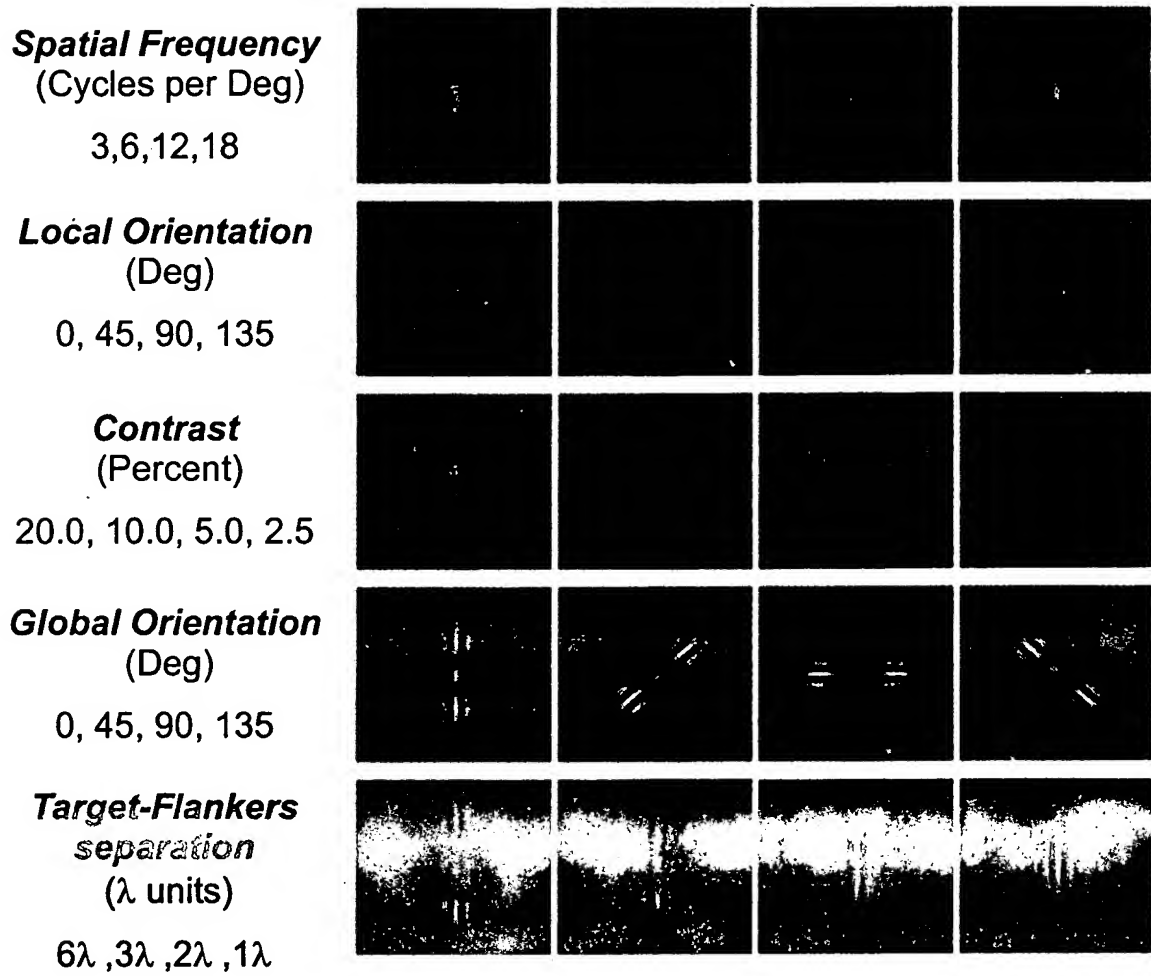 Spatial Frequency
(Cycles per Deg)
3,6,12,18
Local Orientation
(Deg)
0, 45, 90, 135
Contrast
(Percent)
20.0, 10.0, 5.0, 2.5
Global Orientation
(Deg)
0, 45, 90, 135
Target-Flankers
separation
(λ units)
6λ ,3λ ,2λ ,1λ